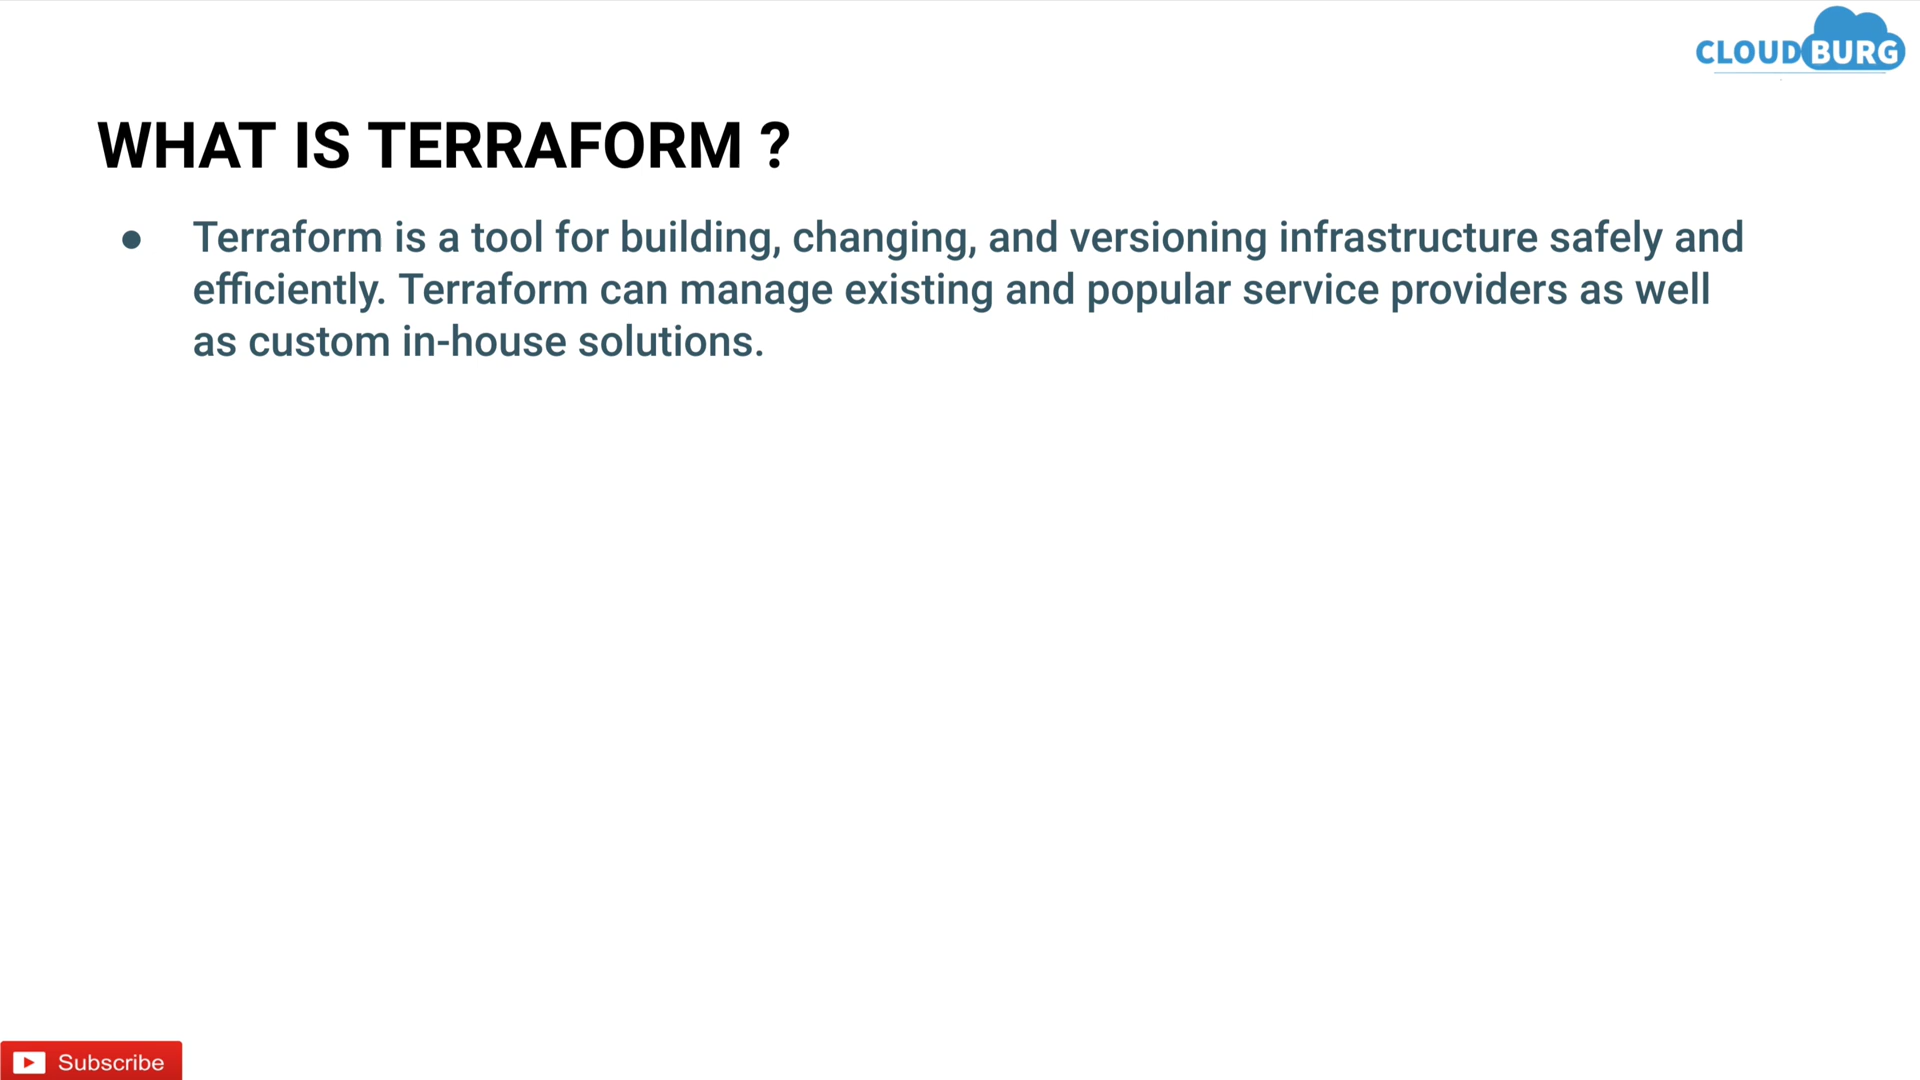 CLOUDBURG
WHAT IS TERRAFORM ?
● Terraform is a tool for building, changing, and versioning infrastructure safely and
efficiently. Terraform can manage existing and popular service providers as well
as custom in-house solutions.
Subscribe